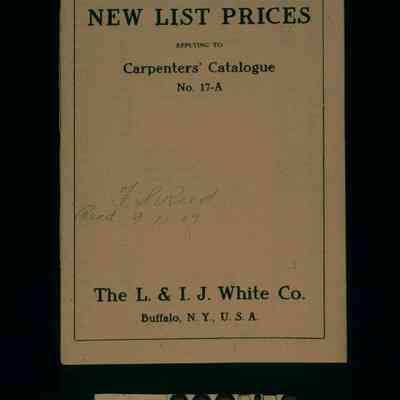 NEW LIST PRICES
APPLYING TO
Carpenters' Catalogue
No. 17-A
The L. & I. J. White Co.
Buffalo, N. Y., U. S. A.